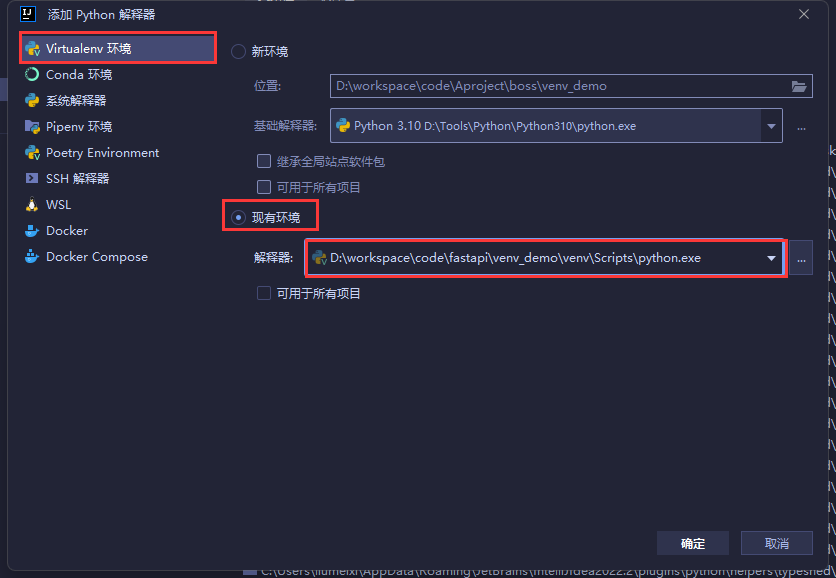 添加 Python 解释器
Virtualenv 环境
Conda 环境
系统解释器
Pipenv 环境
Poetry Environment
SSH 解释器
WSL
Docker
Docker Compose
新环境
位置:
D:\workspace\code\Aproject\boss\venv_demo
基础解释器:
Python 3.10 D:\Tools\Python\Python310\python.exe
...
继承全局站点软件包
可用于所有项目
现有环境
解释器:
D:\workspace\code\fastapi\venv_demo\venv\Scripts\python.exe
...
可用于所有项目
确定
取消